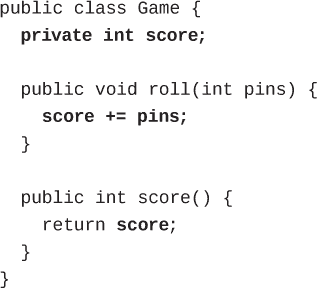 public class Game {
  private int score;

  public void roll(int pins) {
    score += pins;
  }

  public int score() {
    return score;
  }
}